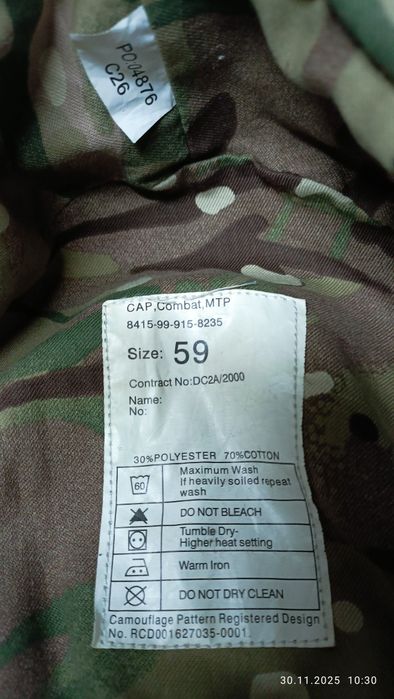 PO 04876
C26
CAP,Combat,MTP
8415-99-915-8235
Size: 59
Contract No:DC2A/2000
Name:
No:
30%POLYESTER 70%COTTON
60
Maximum Wash
If heavily soiled repeat
wash
DO NOT BLEACH
Tumble Dry-
Higher heat setting
Warm Iron
DO NOT DRY CLEAN
Camouflage Pattern Registered Design
No. RCD001627035-0001.
30.11.2025 10:30